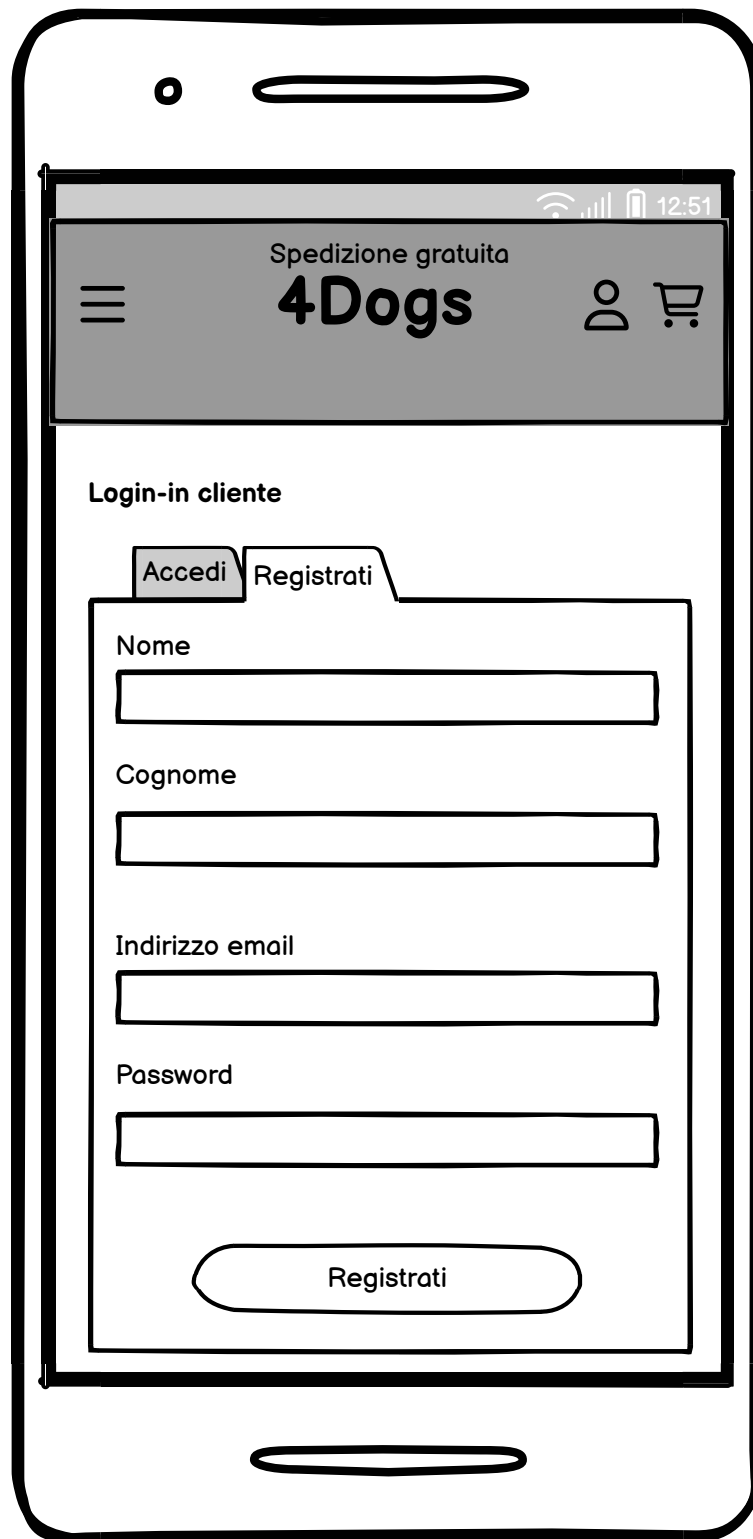 12:51
Spedizione gratuita
4Dogs
Login-in cliente
Accedi Registrati
Nome
Cognome
Indirizzo email
Password
Registrati